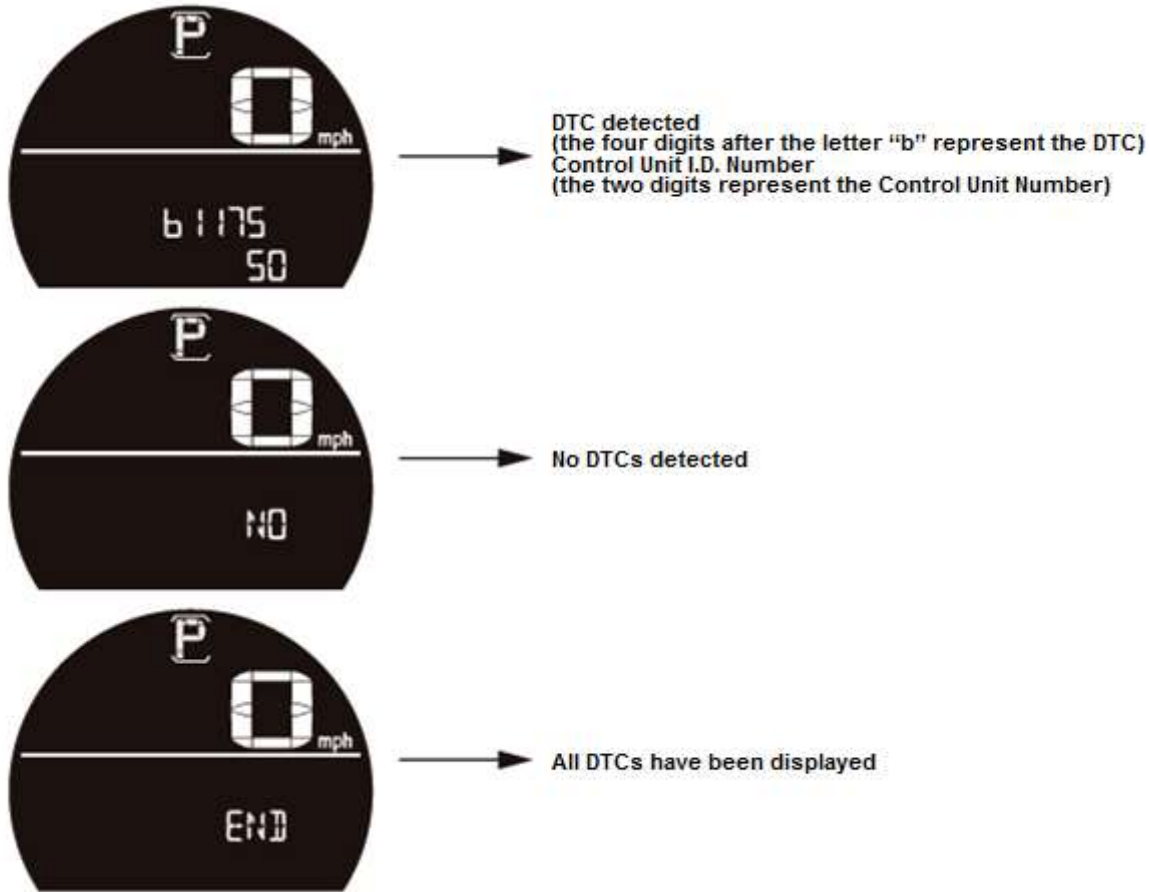 P
0 mph
DTC detected
(the four digits after the letter “b” represent the DTC)
Control Unit I.D. Number
(the two digits represent the Control Unit Number)
b1175
50
P
0 mph
No DTCs detected
NO
P
0 mph
All DTCs have been displayed
END